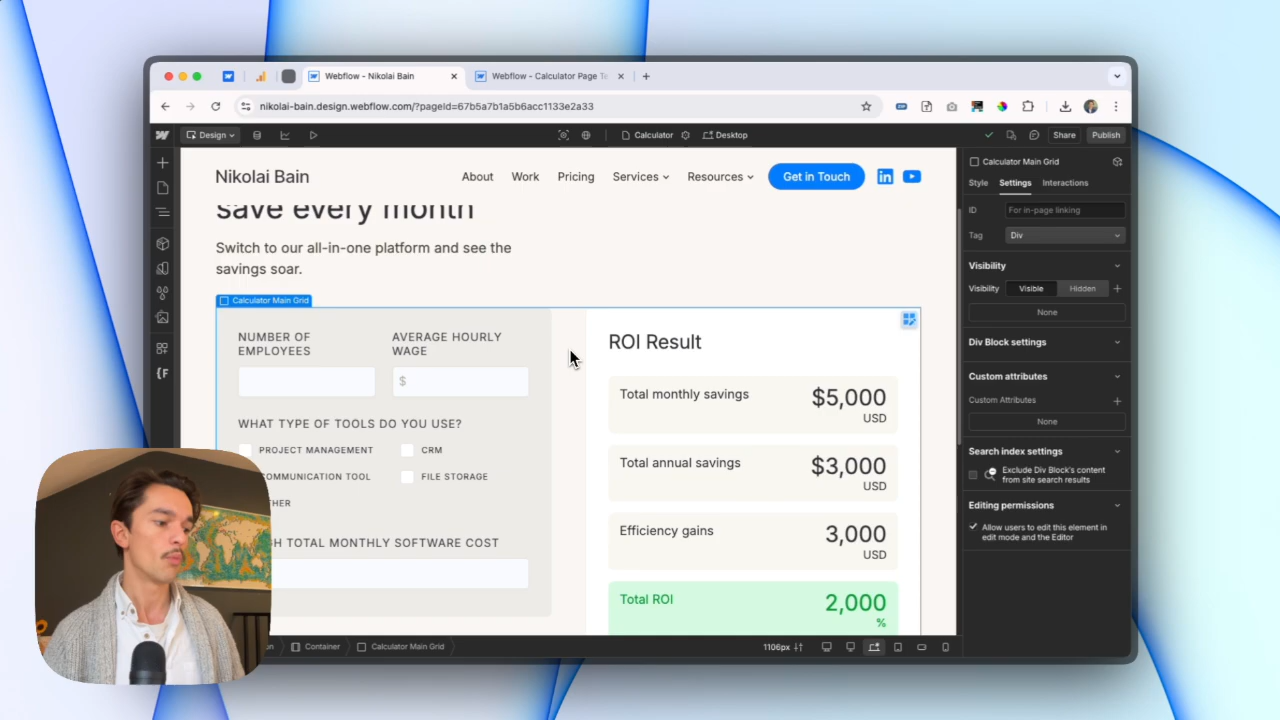 Webflow - Nikolai Bain
Webflow - Calculator Page Te
nikolai-bain.design.webflow.com/?pageId=67b5a7b1a5b6acc1133e2a33
Design
Calculator
Desktop
Share
Publish
Nikolai Bain
About
Work
Pricing
Services
Resources
Get in Touch
save every month
Switch to our all-in-one platform and see the
savings soar.
Calculator Main Grid
NUMBER OF
EMPLOYEES
AVERAGE HOURLY
WAGE
$
WHAT TYPE OF TOOLS DO YOU USE?
PROJECT MANAGEMENT
CRM
COMMUNICATION TOOL
FILE STORAGE
HER
H TOTAL MONTHLY SOFTWARE COST
ROI Result
Total monthly savings
$5,000
USD
Total annual savings
$3,000
USD
Efficiency gains
3,000
USD
Total ROI
2,000
%
Calculator Main Grid
Style
Settings
Interactions
ID
For in-page linking
Tag
Div
Visibility
Visibility
Visible
Hidden
None
Div Block settings
Custom attributes
Custom Attributes
None
Search index settings
Exclude Div Block's content
from site search results
Editing permissions
Allow users to edit this element in
edit mode and the Editor
on
Container
Calculator Main Grid
1106px